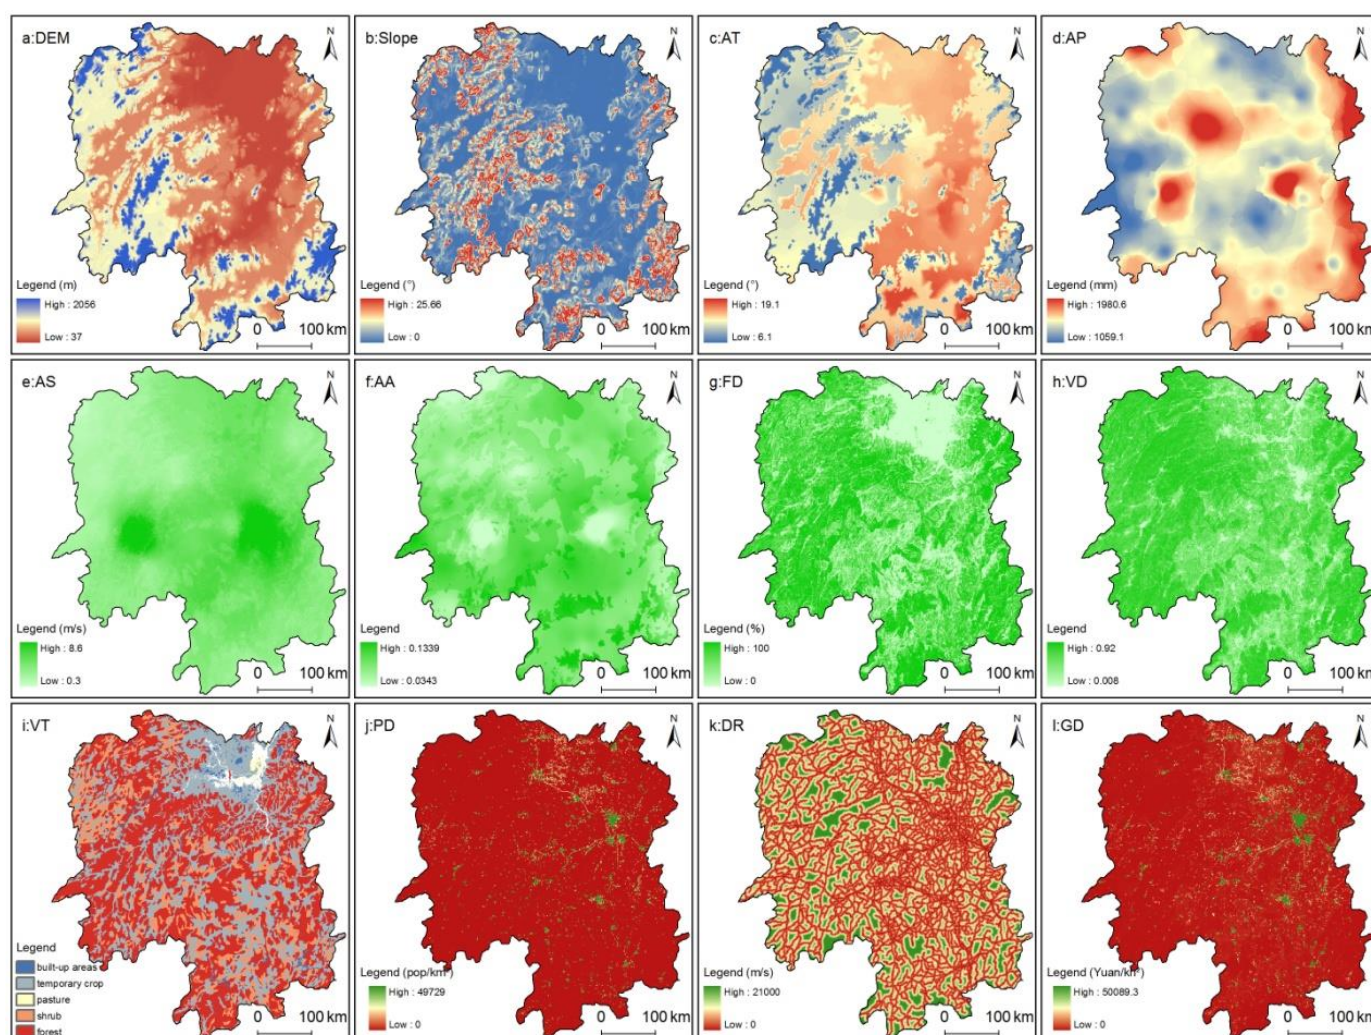 a:DEM
N
Legend (m)
High : 2056
Low : 37
0 100 km
b:Slope
N
Legend (°)
High : 25.66
Low : 0
0 100 km
c:AT
N
Legend (°)
High : 19.1
Low : 6.1
0 100 km
d:AP
N
Legend (mm)
High : 1980.6
Low : 1059.1
0 100 km
e:AS
N
Legend (m/s)
High : 8.6
Low : 0.3
0 100 km
f:AA
N
Legend
High : 0.1339
Low : 0.0343
0 100 km
g:FD
N
Legend (%)
High : 100
Low : 0
0 100 km
h:VD
N
Legend
High : 0.92
Low : 0.008
0 100 km
i:VT
N
Legend
built-up areas
temporary crop
pasture
shrub
forest
0 100 km
j:PD
N
Legend (pop/km²)
High : 49729
Low : 0
0 100 km
k:DR
N
Legend (m/s)
High : 21000
Low : 0
0 100 km
l:GD
N
Legend (Yuan/km²)
High : 50089.3
Low : 0
0 100 km